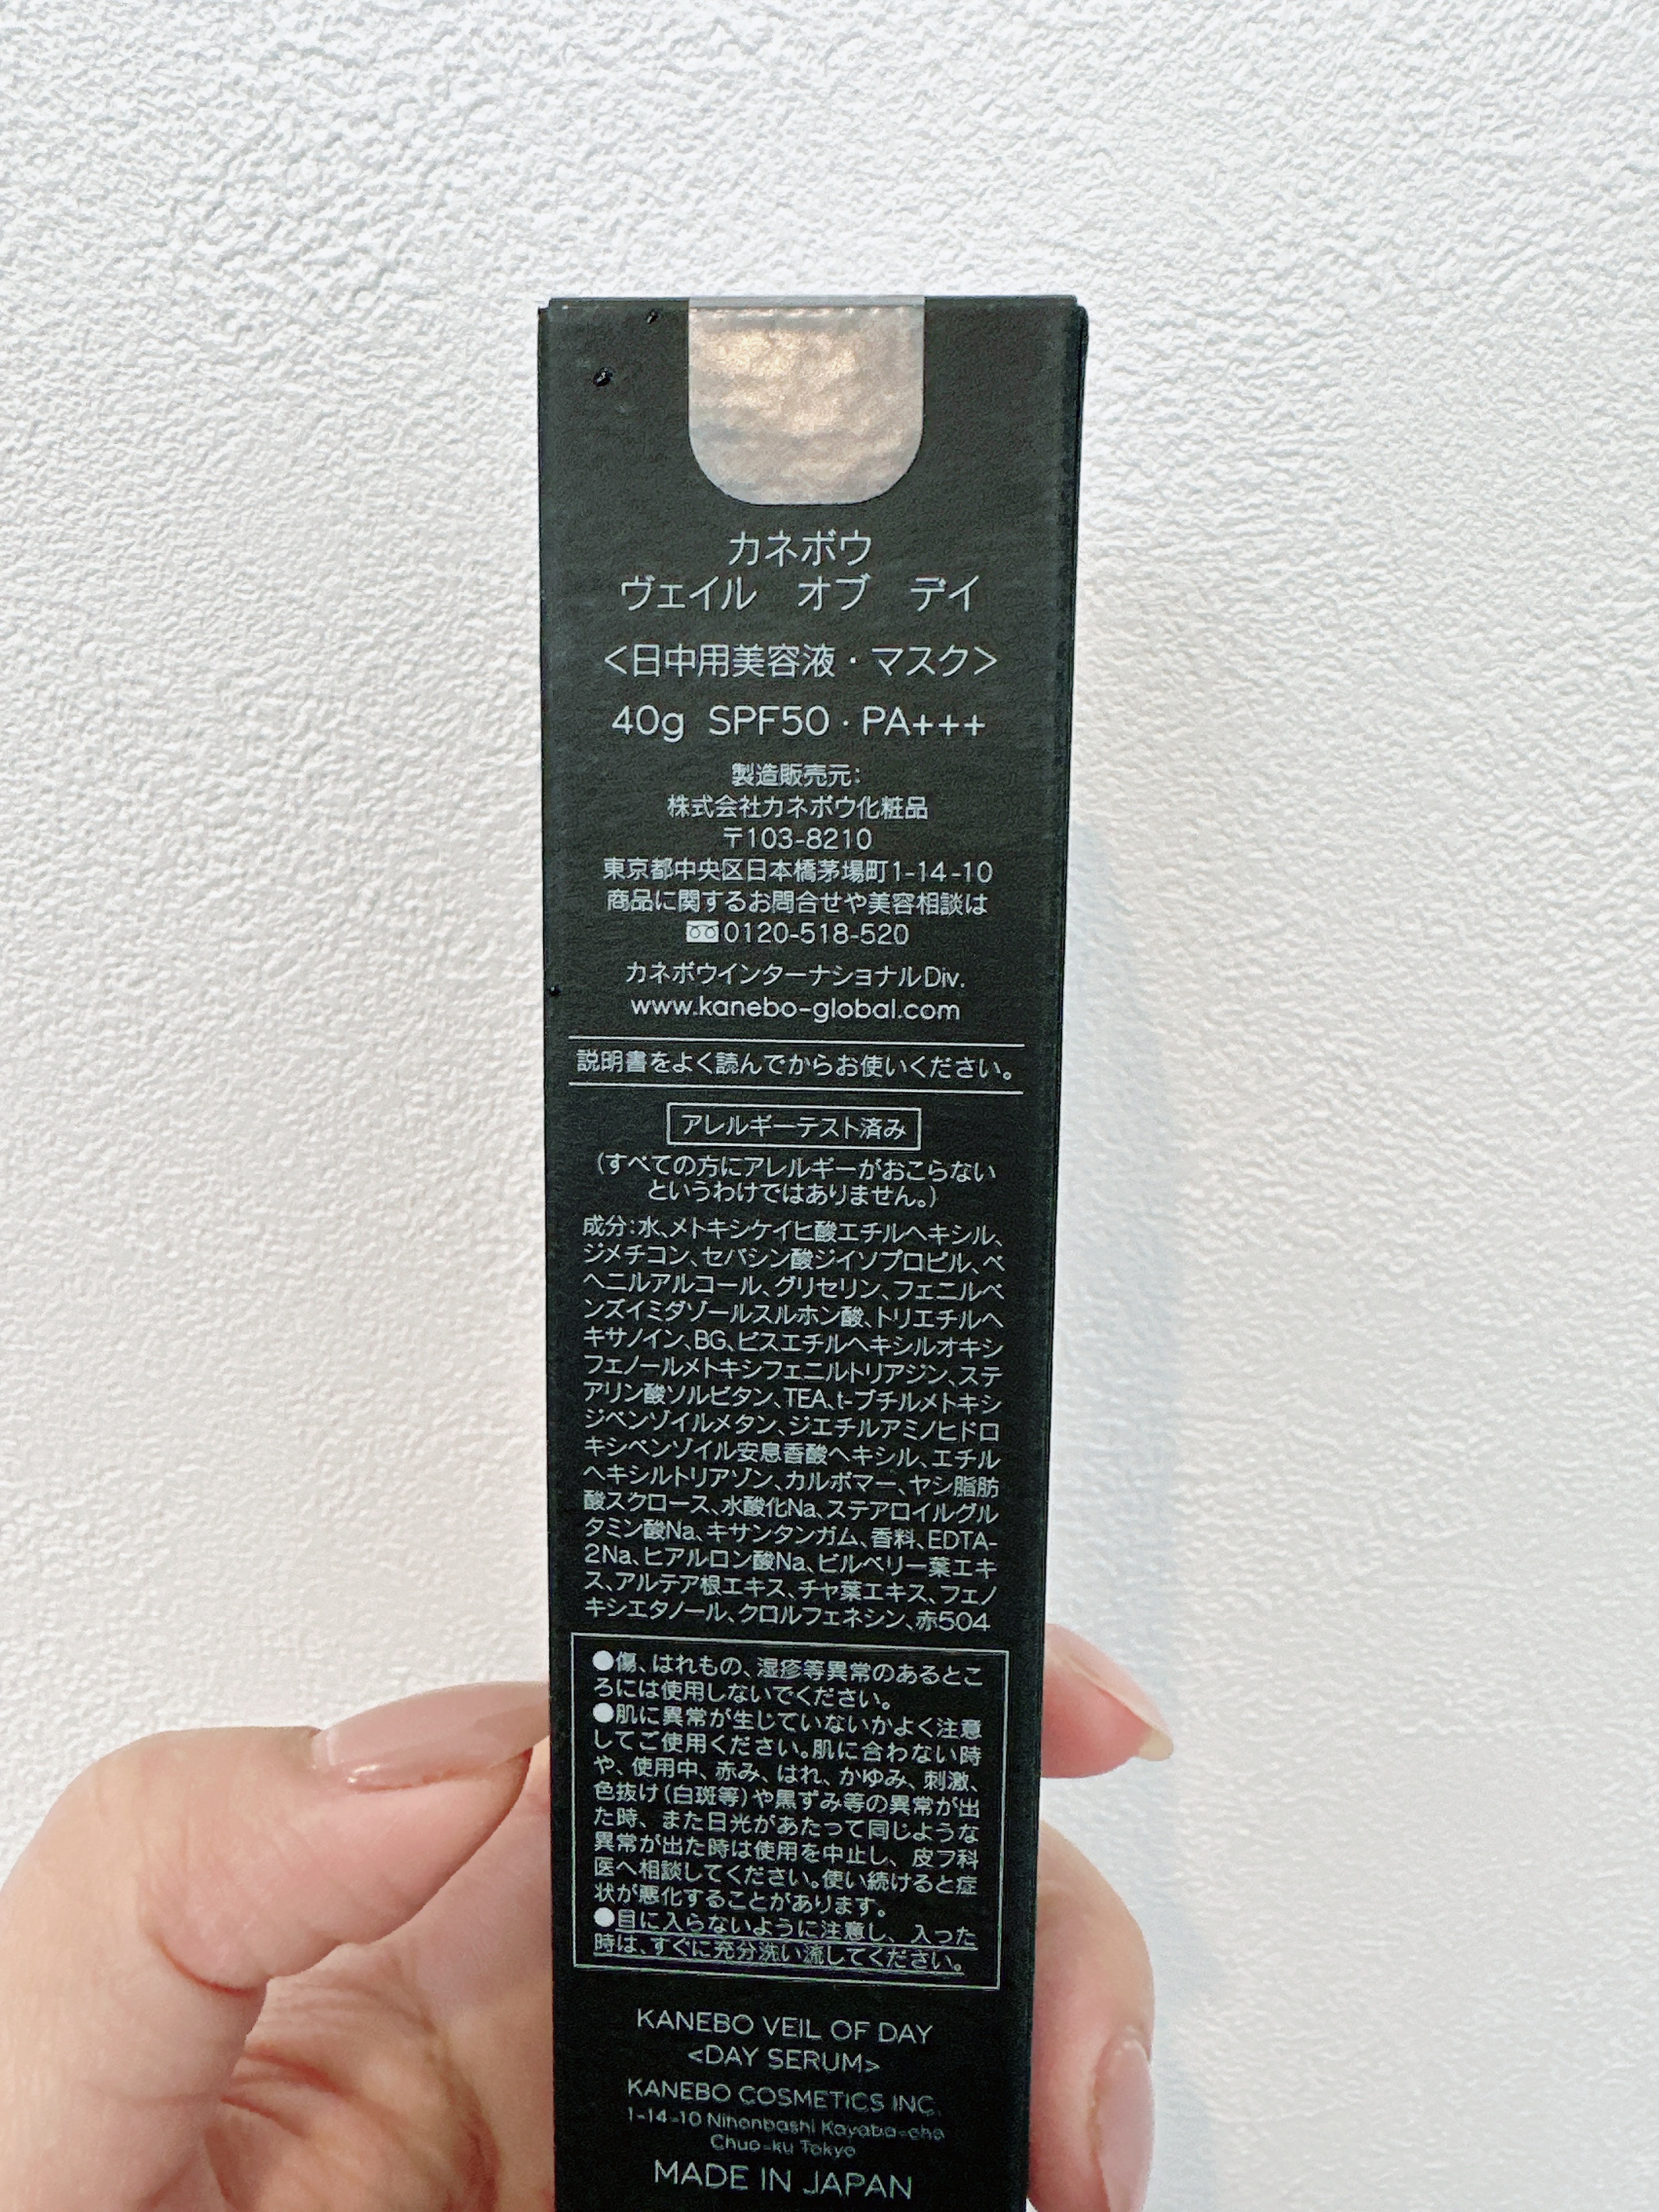 カネボウ
ヴェイル オブ デイ
<日中用美容液・マスク>
40g SPF50・PA+++
製造販売元:
株式会社カネボウ化粧品
〒103-8210
東京都中央区日本橋茅場町1-14-10
商品に関するお問合せや美容相談は
0120-518-520
カネボウインターナショナルDiv.
www.kanebo-global.com
説明書をよく読んでからお使いください。
アレルギーテスト済み
(すべての方にアレルギーがおこらない
というわけではありません。)
成分:水、メトキシケイヒ酸エチルヘキシル、
ジメチコン、セバシン酸ジイソプロピル、ベ
ヘニルアルコール、グリセリン、フェニルベ
ンズイミダゾールスルホン酸、トリエチルヘ
キサノイン、BG、ビスエチルヘキシルオキシ
フェノールメトキシフェニルトリアジン、ステ
アリン酸ソルビタン、TEA、t-ブチルメトキシ
ジベンゾイルメタン、ジエチルアミノヒドロ
キシベンゾイル安息香酸ヘキシル、エチル
ヘキシルトリアゾン、カルボマー、ヤシ脂肪
酸スクロース、水酸化Na、ステアロイルグル
タミン酸Na、キサンタンガム、香料、EDTA-
2Na、ヒアルロン酸Na、ビルベリー葉エキ
ス、アルテア根エキス、チャ葉エキス、フェノ
キシエタノール、クロルフェネシン、赤504
●傷、はれもの、湿疹等異常のあるとこ
ろには使用しないでください。
●肌に異常が生じていないかよく注意
してご使用ください。肌に合わない時
や、使用中、赤み、はれ、かゆみ、刺激、
色抜け(白斑等)や黒ずみ等の異常が出
た時、また日光があたって同じような
異常が出た時は使用を中止し、皮フ科
医へ相談してください。使い続けると症
状が悪化することがあります。
●目に入らないように注意し、入った
時は、すぐに充分洗い流してください。
KANEBO VEIL OF DAY
<DAY SERUM>
KANEBO COSMETICS INC.
1-14-10 Nihonbashi Kayaba-cho
Chuo-ku Tokyo
MADE IN JAPAN